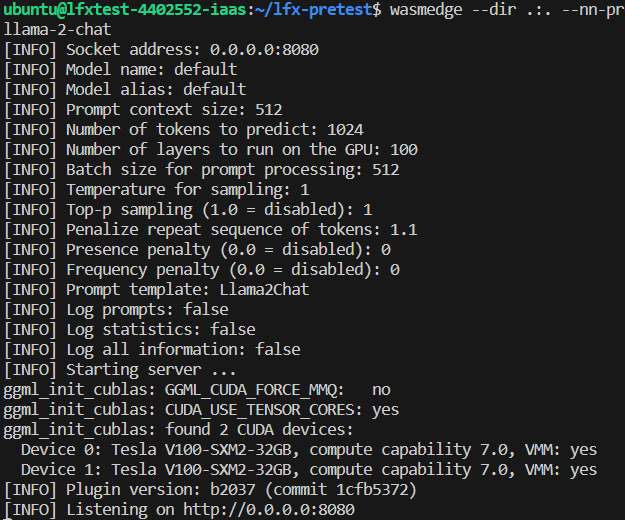 ubuntu@lfxtest-4402552-iaas:~/lfx-pretest$ wasmedge --dir .:. --nn-pr
llama-2-chat
[INFO] Socket address: 0.0.0.0:8080
[INFO] Model name: default
[INFO] Model alias: default
[INFO] Prompt context size: 512
[INFO] Number of tokens to predict: 1024
[INFO] Number of layers to run on the GPU: 100
[INFO] Batch size for prompt processing: 512
[INFO] Temperature for sampling: 1
[INFO] Top-p sampling (1.0 = disabled): 1
[INFO] Penalize repeat sequence of tokens: 1.1
[INFO] Presence penalty (0.0 = disabled): 0
[INFO] Frequency penalty (0.0 = disabled): 0
[INFO] Prompt template: Llama2Chat
[INFO] Log prompts: false
[INFO] Log statistics: false
[INFO] Log all information: false
[INFO] Starting server ...
ggml_init_cublas: GGML_CUDA_FORCE_MMQ:   no
ggml_init_cublas: CUDA_USE_TENSOR_CORES: yes
ggml_init_cublas: found 2 CUDA devices:
  Device 0: Tesla V100-SXM2-32GB, compute capability 7.0, VMM: yes
  Device 1: Tesla V100-SXM2-32GB, compute capability 7.0, VMM: yes
[INFO] Plugin version: b2037 (commit 1cfb5372)
[INFO] Listening on http://0.0.0.0:8080